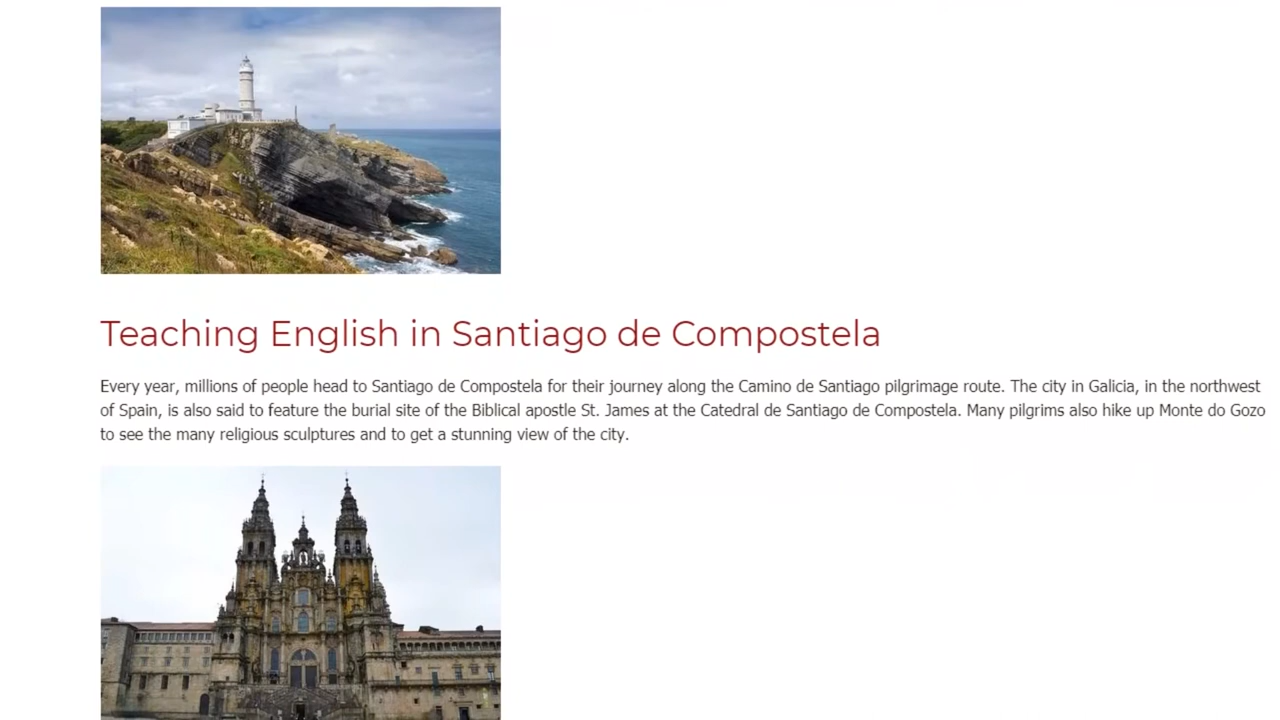 Teaching English in Santiago de Compostela
Every year, millions of people head to Santiago de Compostela for their journey along the Camino de Santiago pilgrimage route. The city in Galicia, in the northwest
of Spain, is also said to feature the burial site of the Biblical apostle St. James at the Catedral de Santiago de Compostela. Many pilgrims also hike up Monte do Gozo
to see the many religious sculptures and to get a stunning view of the city.